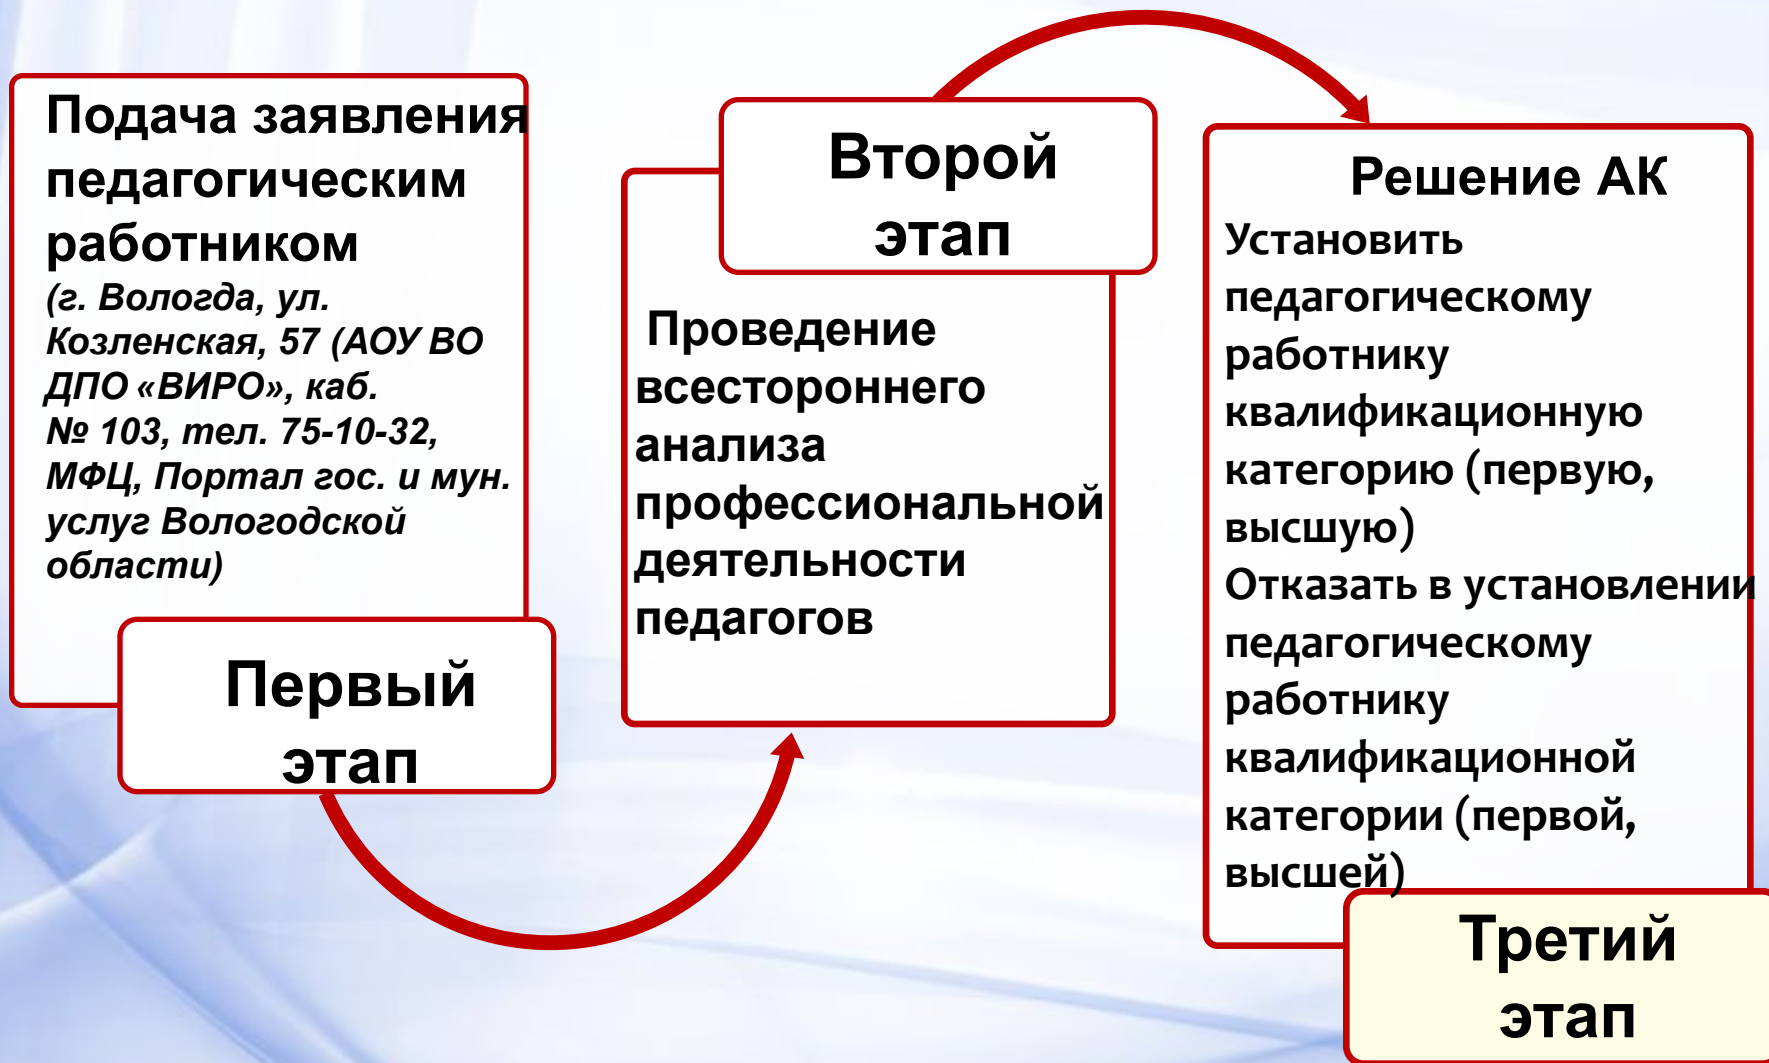 Подача заявления
педагогическим
работником
(г. Вологда, ул.
Козленская, 57 (АОУ ВО
ДПО «ВИРО», каб.
№ 103, тел. 75-10-32,
МФЦ, Портал гос. и мун.
услуг Вологодской
области)
Первый
этап
Второй
этап
Проведение
всестороннего
анализа
профессиональной
деятельности
педагогов
Решение АК
Установить
педагогическому
работнику
квалификационную
категорию (первую,
высшую)
Отказать в установлении
педагогическому
работнику
квалификационной
категории (первой,
высшей)
Третий
этап